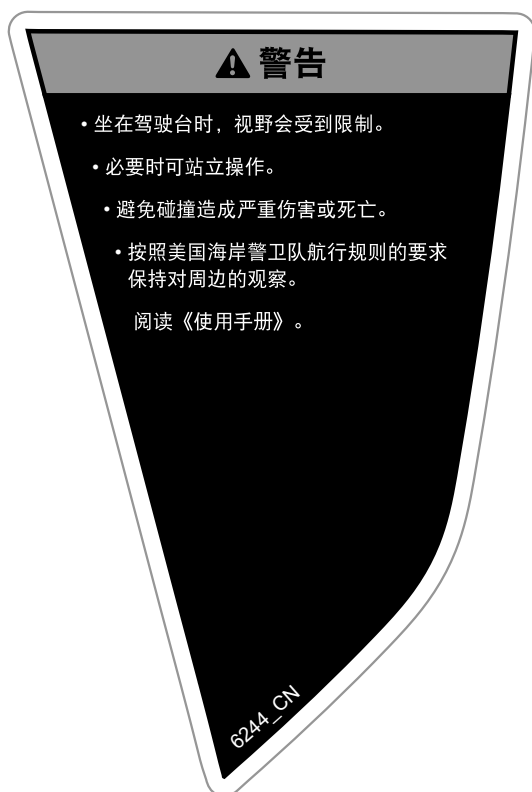 警告
• 坐在驾驶台时，视野会受到限制。
• 必要时可站立操作。
• 避免碰撞造成严重伤害或死亡。
• 按照美国海岸警卫队航行规则的要求
保持对周边的观察。
阅读《使用手册》。
6244_CN